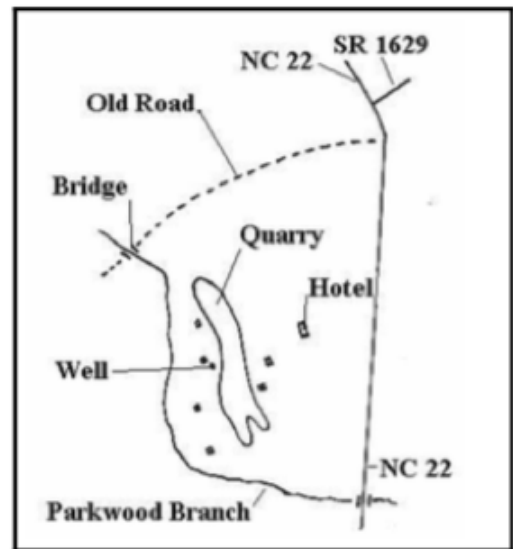 SR 1629
NC 22
Old Road
Bridge
Quarry
Hotel
Well
NC 22
Parkwood Branch